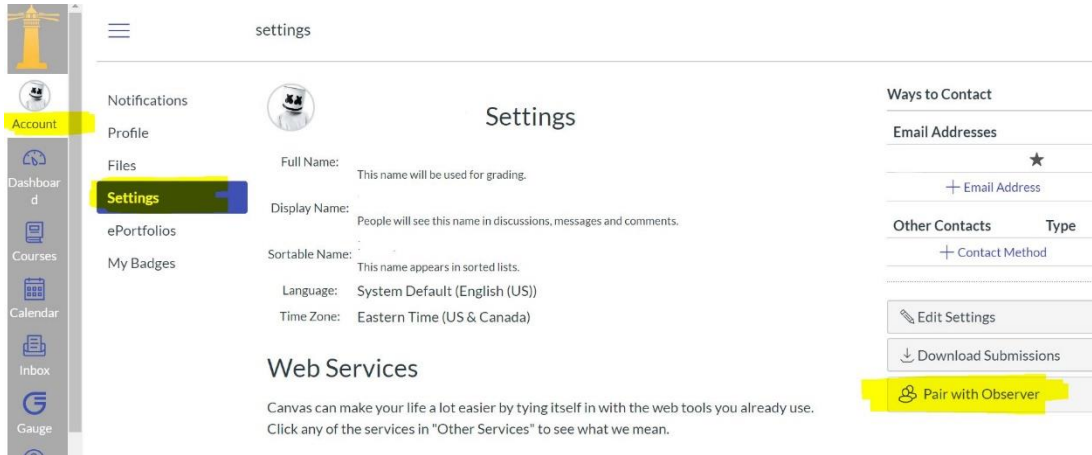 settings
Account
Dashboar
d
Courses
Calendar
Inbox
Gauge
Notifications
Profile
Files
Settings
ePortfolios
My Badges
Settings
Full Name:
This name will be used for grading.
Display Name:
People will see this name in discussions, messages and comments.
Sortable Name:
This name appears in sorted lists.
Language: System Default (English (US))
Time Zone: Eastern Time (US & Canada)
Web Services
Canvas can make your life a lot easier by tying itself in with the web tools you already use.
Click any of the services in "Other Services" to see what we mean.
Ways to Contact
Email Addresses
+ Email Address
Other Contacts Type
+ Contact Method
Edit Settings
Download Submissions
Pair with Observer